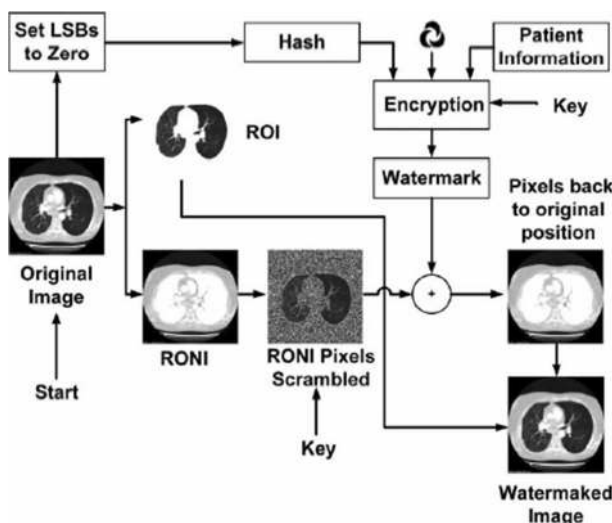 Set LSBs
to Zero
Hash
Patient
Information
Encryption
Key
ROI
Watermark
Pixels back
to original
position
Original
Image
+
RONI
RONI Pixels
Scrambled
Start
Key
Watermaked
Image